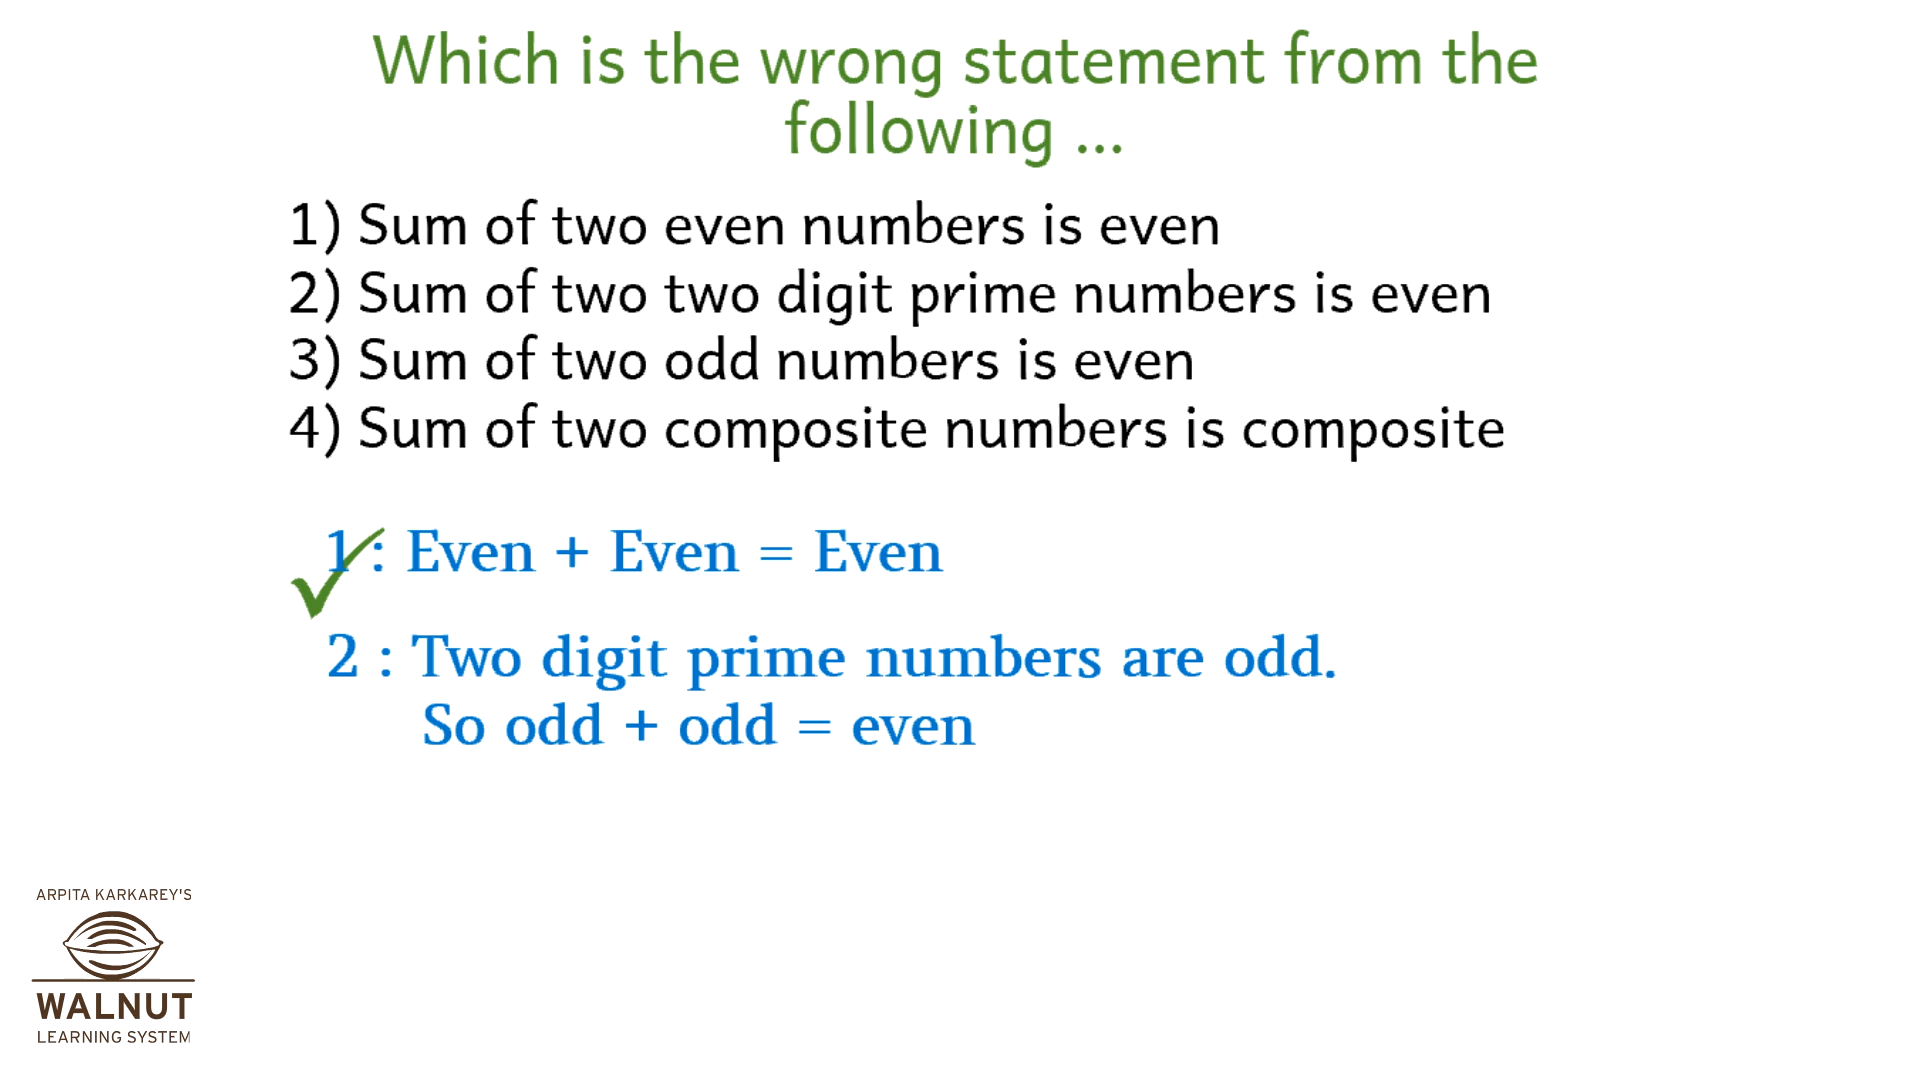 Which is the wrong statement from the
following ...
1) Sum of two even numbers is even
2) Sum of two two digit prime numbers is even
3) Sum of two odd numbers is even
4) Sum of two composite numbers is composite
1 : Even + Even = Even
2 : Two digit prime numbers are odd.
So odd + odd = even
ARPITA KARKAREY'S
WALNUT
LEARNING SYSTEM